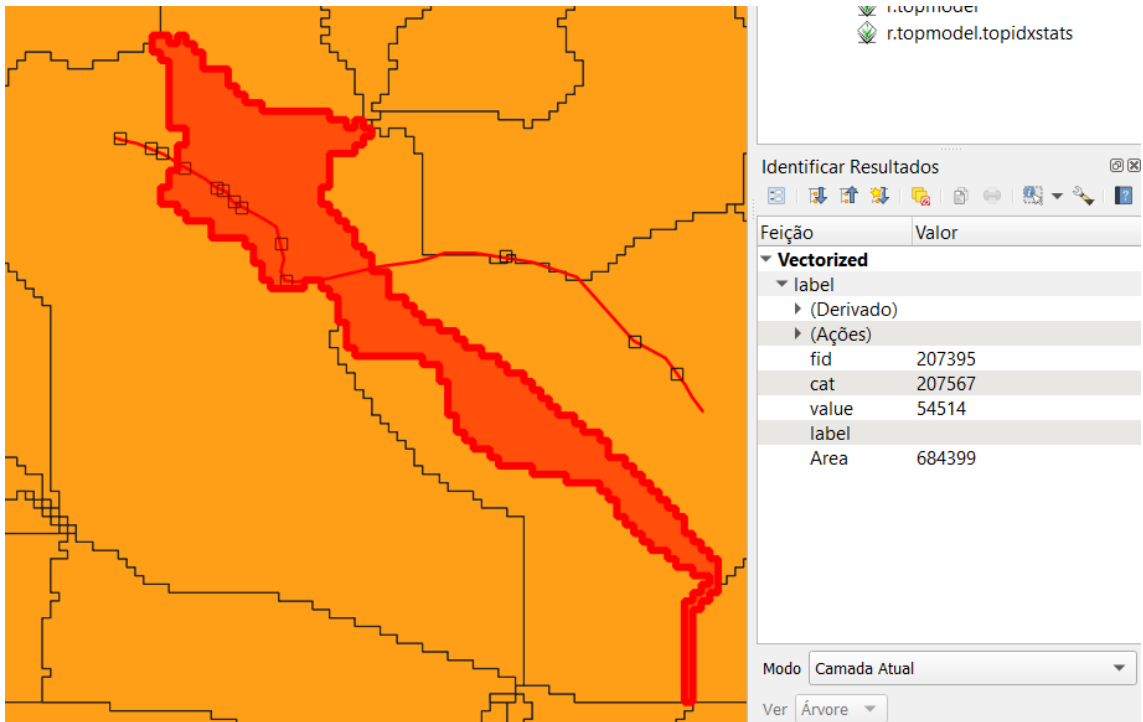 r.topmodel
r.topmodel.topidxstats
Identificar Resultados
Feição Valor
Vectorized
label
(Derivado)
(Ações)
fid 207395
cat 207567
value 54514
label
Area 684399
Modo Camada Atual
Ver Árvore